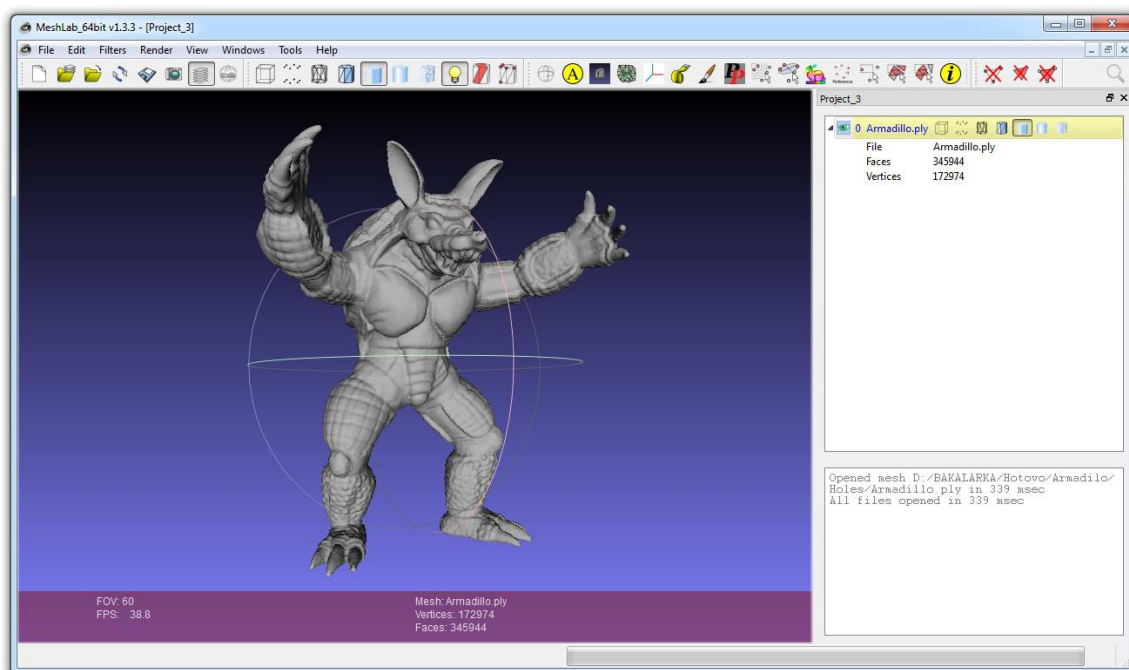 MeshLab_64bit v1.3.3 - [Project_3]
File Edit Filters Render View Windows Tools Help
A
i
Project_3
0 Armadillo.ply
File Armadillo.ply
Faces 345944
Vertices 172974
Opened mesh D:/BAKALARKA/Hotovo/Armadilo/
Holes/Armadillo.ply in 339 msec
All files opened in 339 msec
FOV: 60
FPS: 38.8
Mesh: Armadillo.ply
Vertices: 172974
Faces: 345944